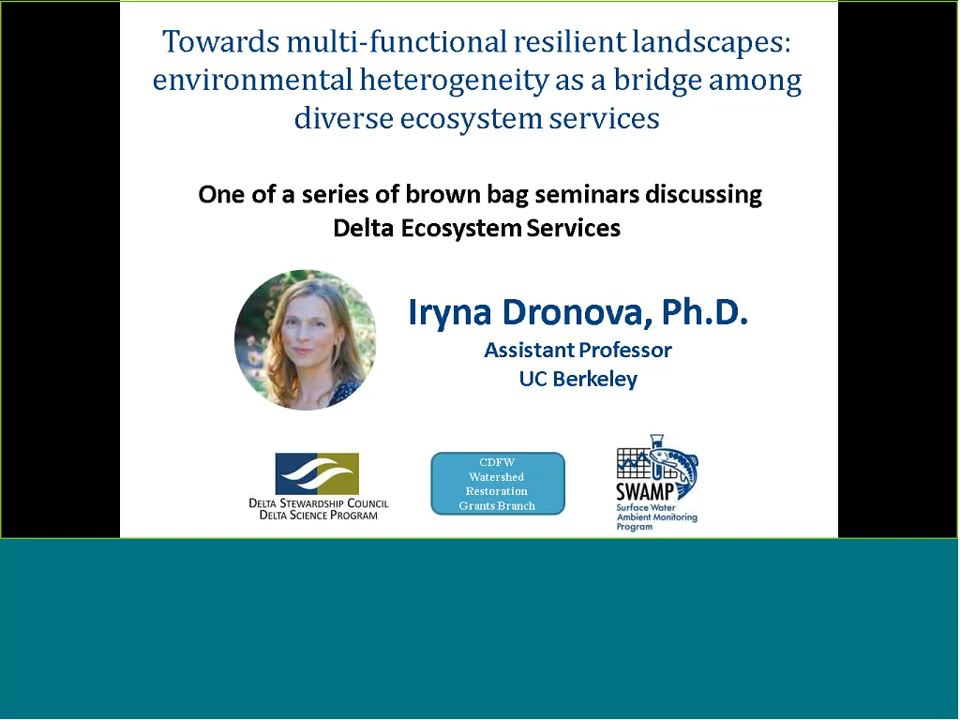 Towards multi-functional resilient landscapes:
environmental heterogeneity as a bridge among
diverse ecosystem services
One of a series of brown bag seminars discussing
Delta Ecosystem Services
Iryna Dronova, Ph.D.
Assistant Professor
UC Berkeley
DELTA STEWARDSHIP COUNCIL
DELTA SCIENCE PROGRAM
CDFW
Watershed
Restoration
Grants Branch
SWAMP
Surface Water
Ambient Monitoring
Program